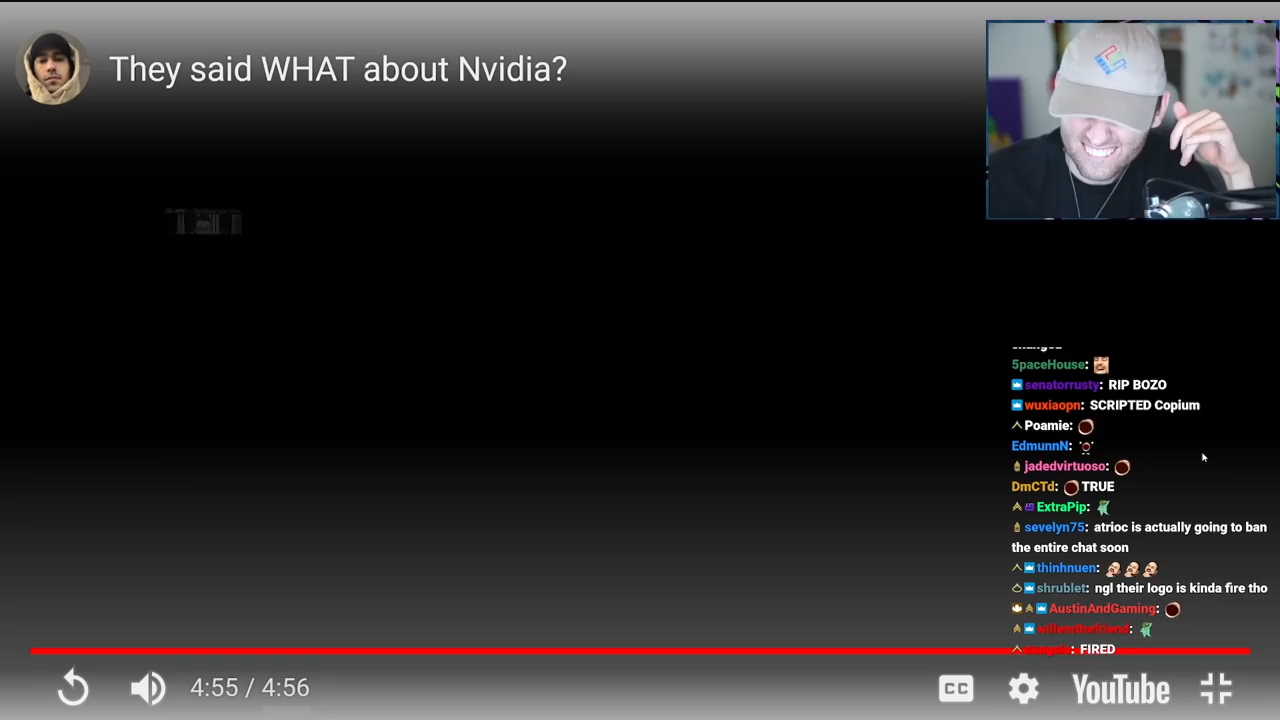 They said WHAT about Nvidia?
5paceHouse:
senatorrusty: RIP BOZO
wuxiaopn: SCRIPTED Copium
Poamie:
EdmunnN:
jadedvirtuoso:
DmCTd: TRUE
ExtraPip:
sevelyn75: atrioc is actually going to ban
the entire chat soon
thinhnuen:
shrublet: ngl their logo is kinda fire tho
AustinAndGaming:
willemthefriend:
FIRED
4:55 / 4:56
CC
YouTube